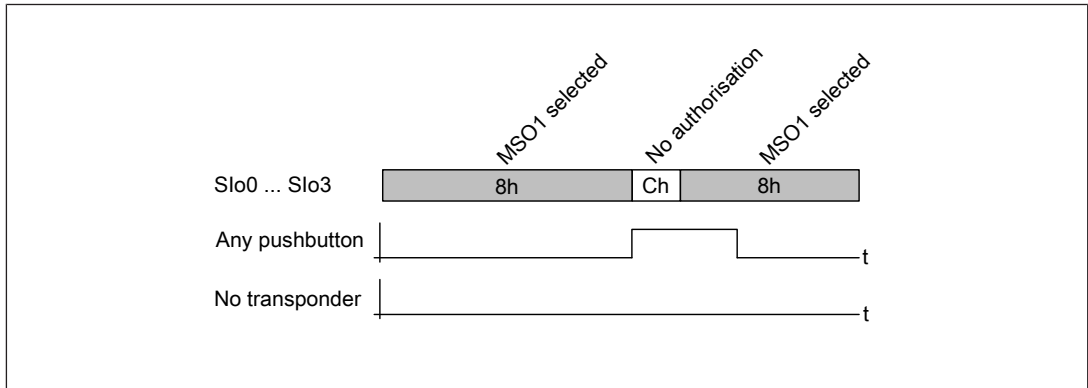 MSO1 selected
No authorisation
MSO1 selected
SIo0 ... SIo3
8h
Ch
8h
Any pushbutton
t
No transponder
t